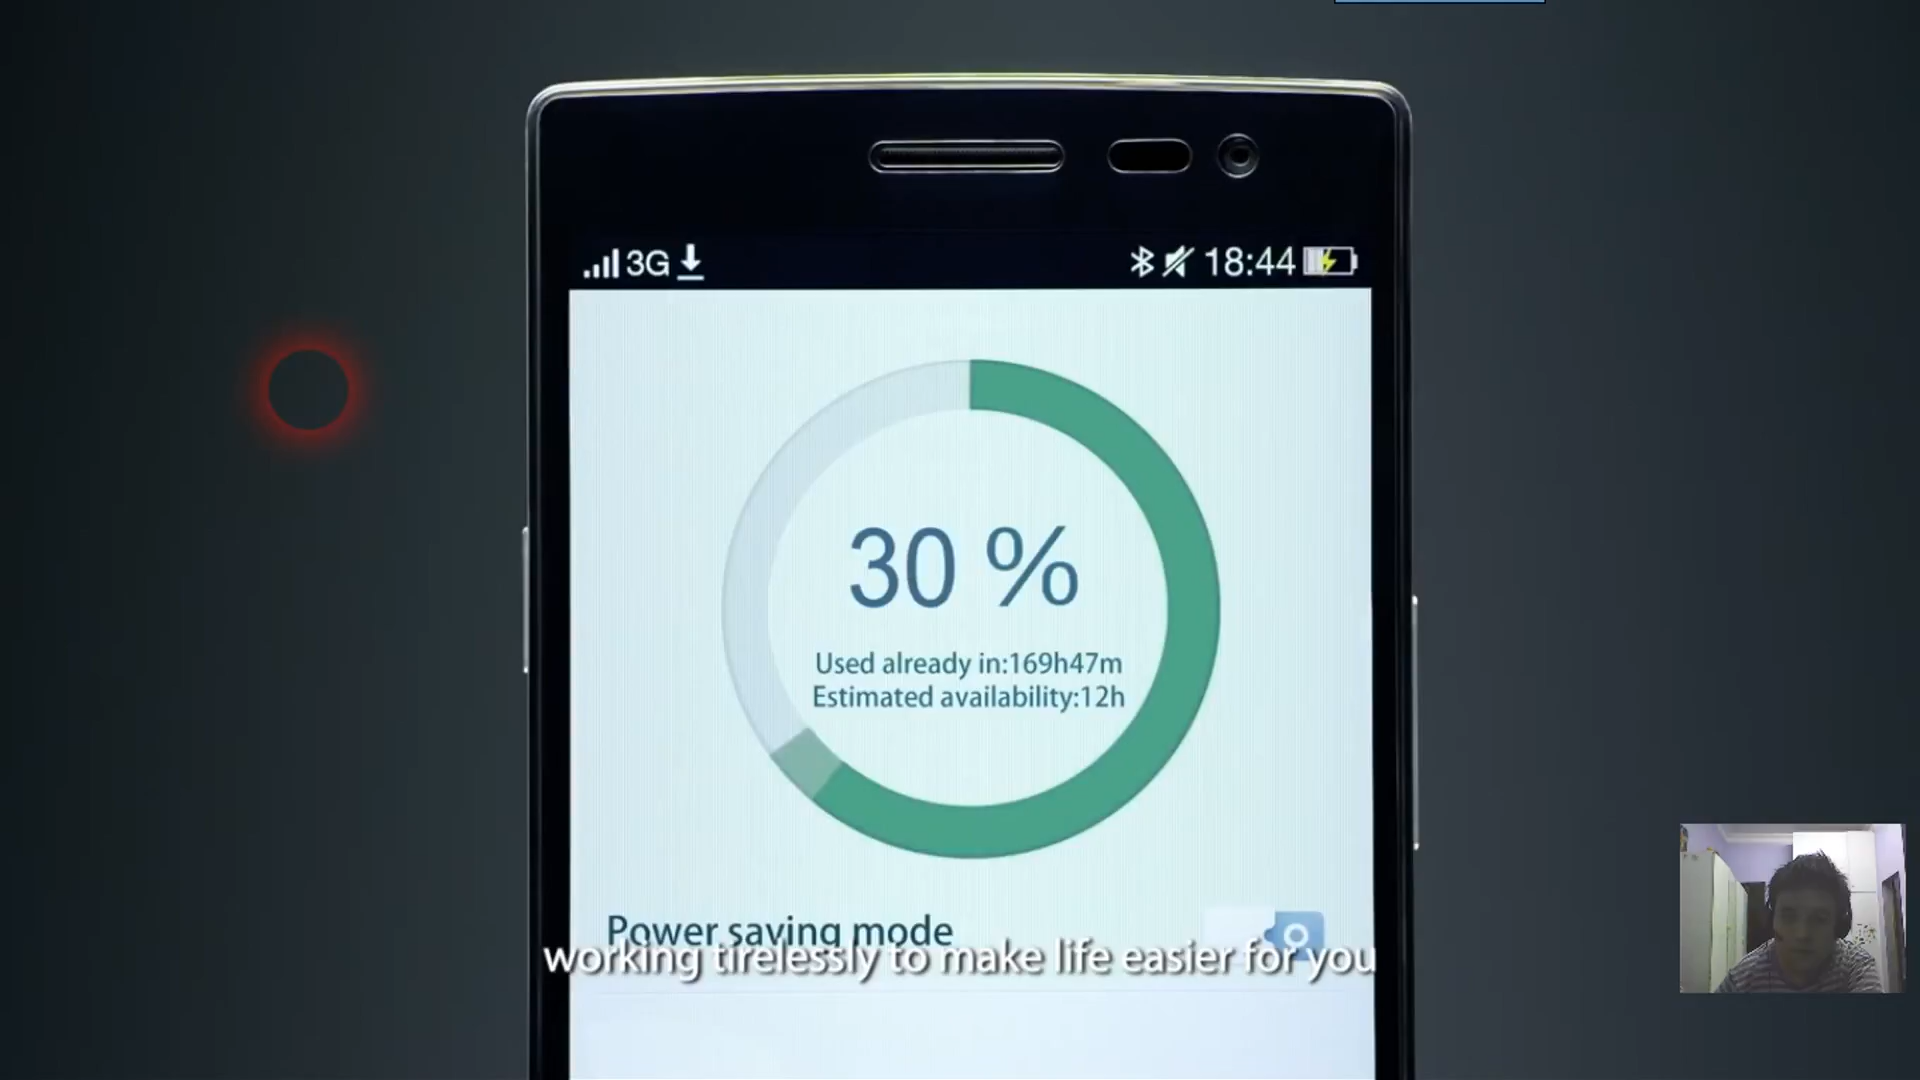 3G
18:44
30 %
Used already in:169h47m
Estimated availability:12h
Power saving mode
working tirelessly to make life easier for you